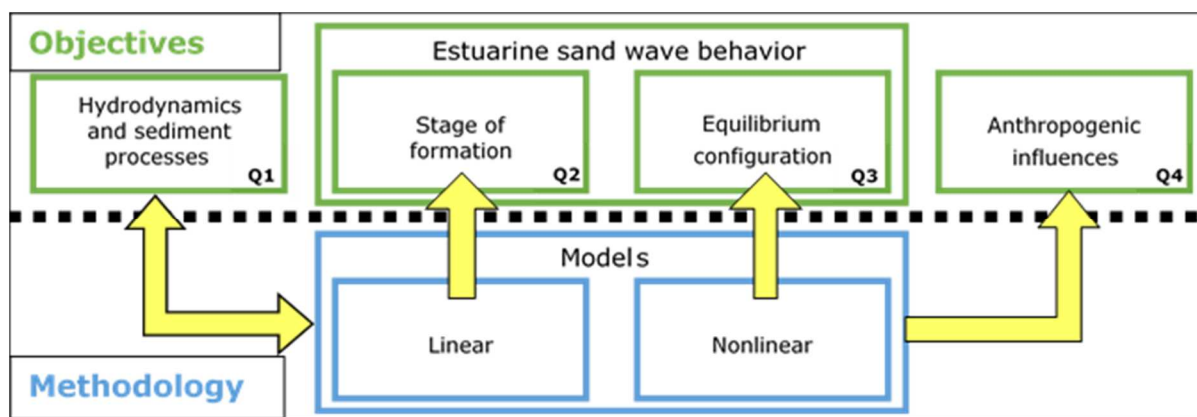 Objectives
Estuarine sand wave behavior
Hydrodynamics
and sediment
processes
Q1
Stage of
formation
Q2
Equilibrium
configuration
Q3
Anthropogenic
influences
Q4
Models
Linear
Nonlinear
Methodology